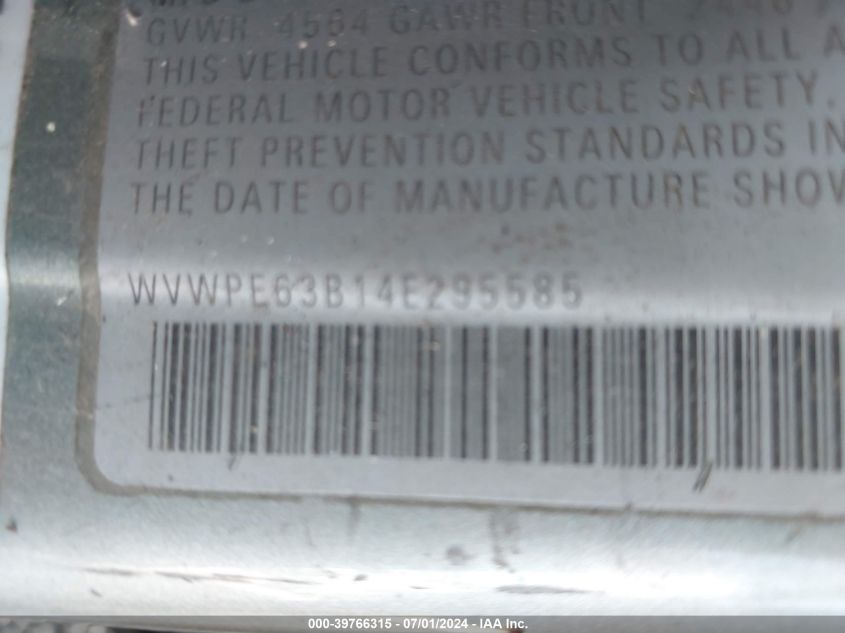 GVWR 4564 GAWR FRONT
THIS VEHICLE CONFORMS TO ALL A
FEDERAL MOTOR VEHICLE SAFETY,
THEFT PREVENTION STANDARDS IN
THE DATE OF MANUFACTURE SHOW
WVWPE63B14E295585
000-39766315 - 07/01/2024 - IAA Inc.